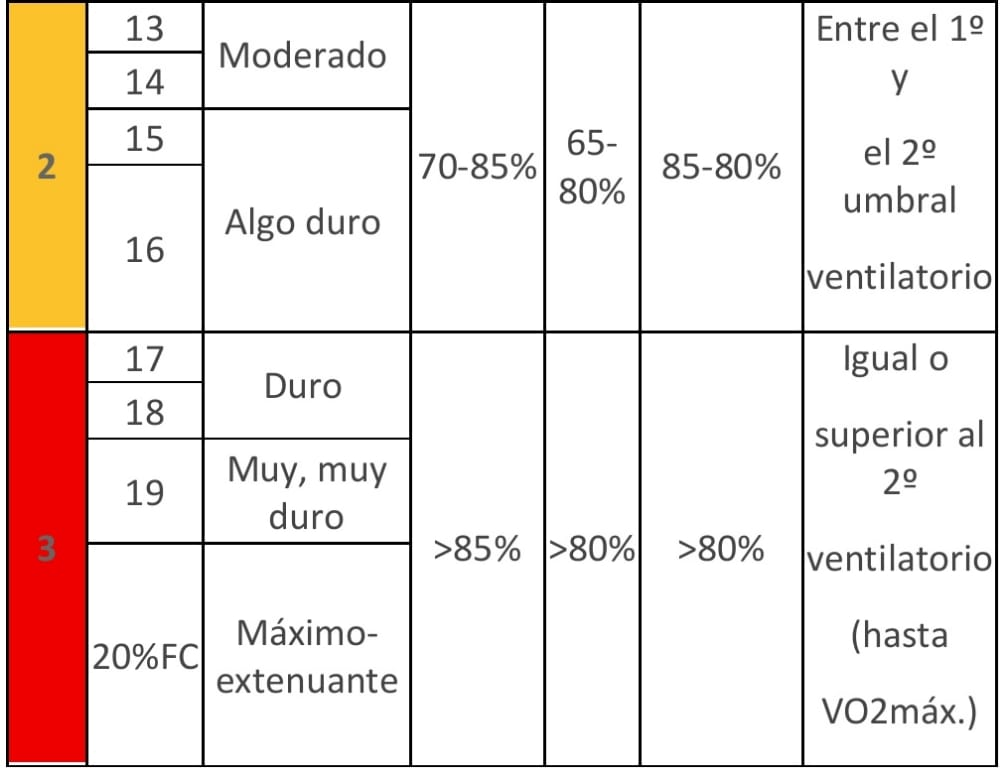 2
13
14
Moderado
15
16
Algo duro
70-85%
65-
80%
85-80%
Entre el 1º
y
el 2º
umbral
ventilatorio
3
17
18
Duro
19
Muy, muy
duro
20%FC
Máximo-
extenuante
>85%
>80%
>80%
Igual o
superior al
2º
ventilatorio
(hasta
VO2máx.)